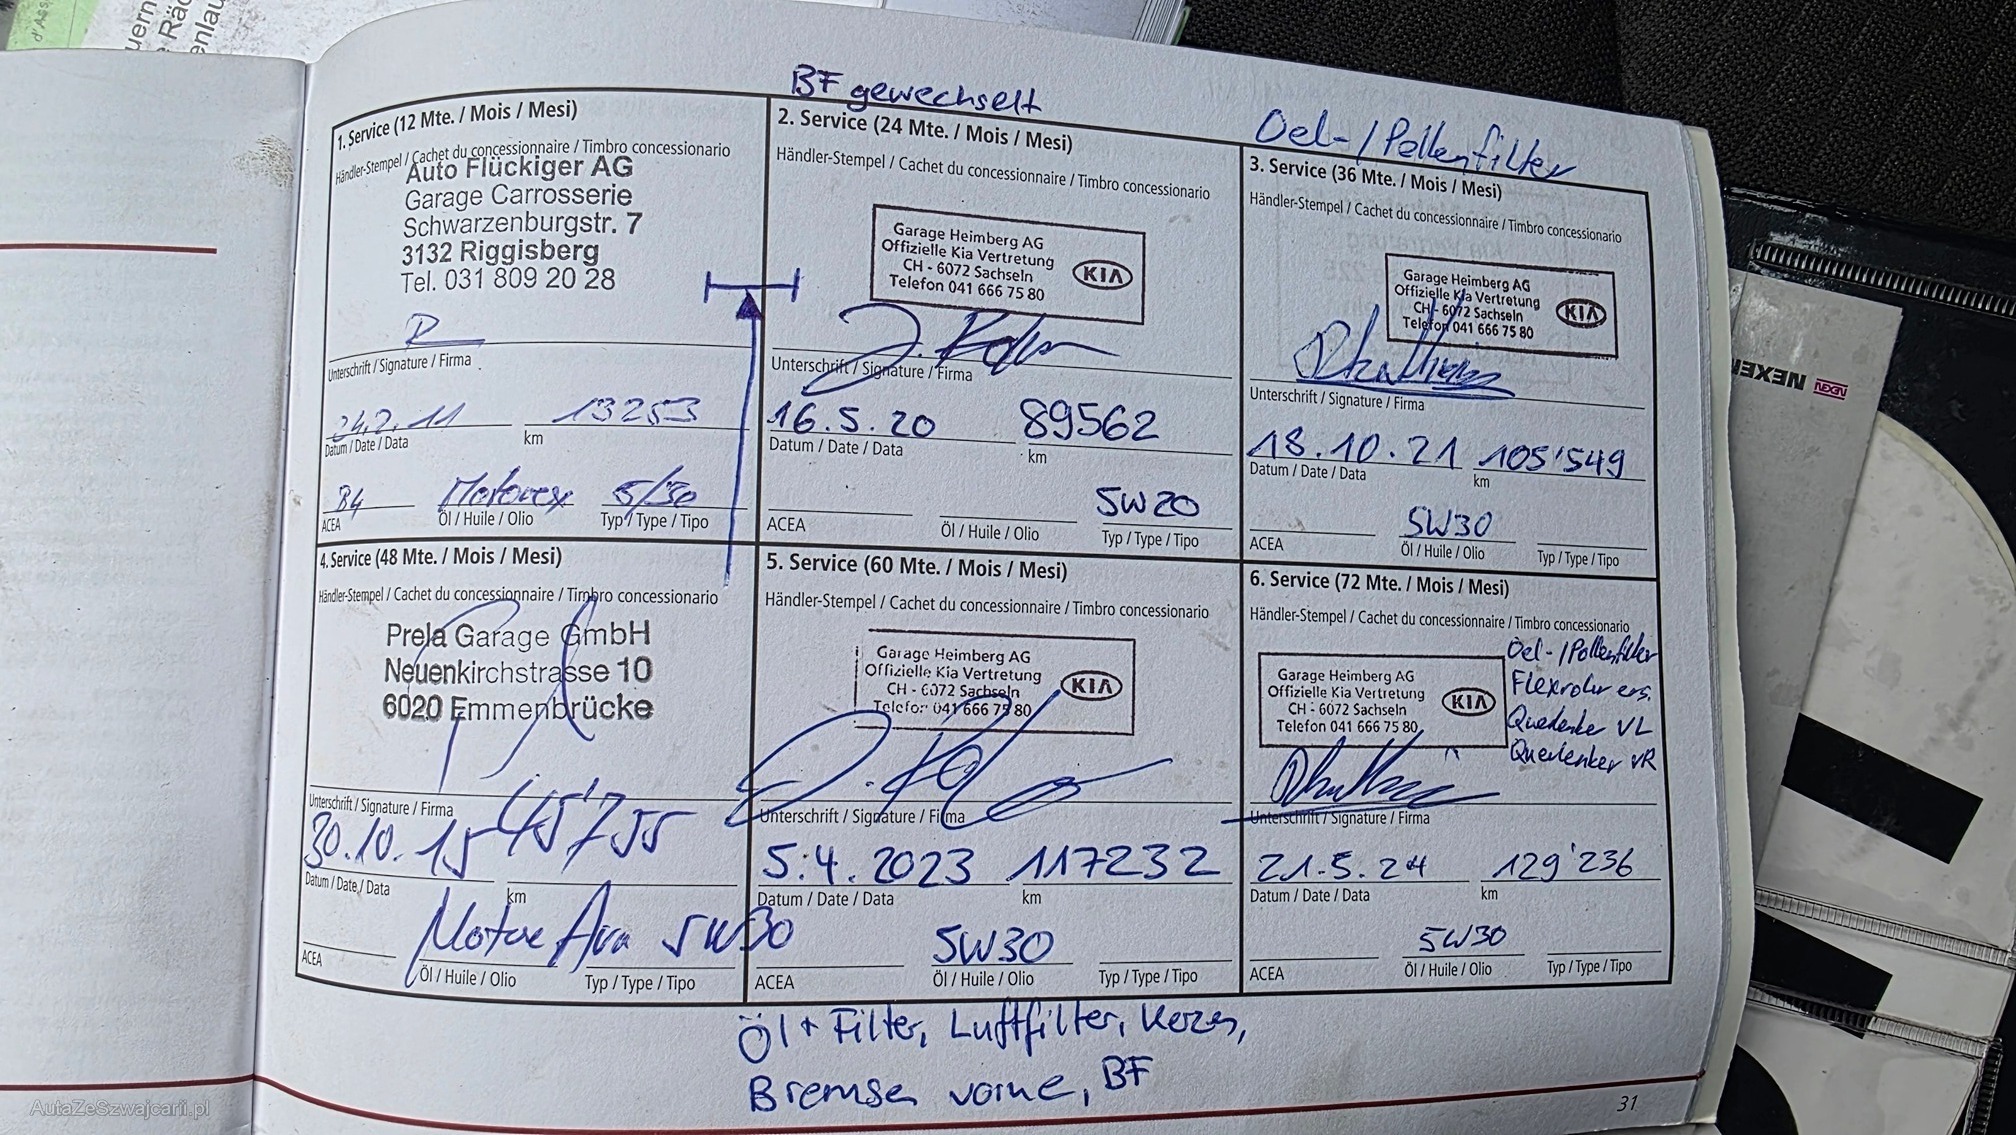 d'Ass
uern
e Räd
enlau
BF gewechselt
Oel-/Pollenfilter
1. Service (12 Mte. / Mois / Mesi)
Händler-Stempel / Cachet du concessionnaire / Timbro concessionario
Auto Flückiger AG
Garage Carrosserie
Schwarzenburgstr. 7
3132 Riggisberg
Tel. 031 809 20 28
Unterschrift / Signature / Firma
24.2.11 13253
Datum / Date / Data km
B4 Motorex 5/30
ACEA Öl / Huile / Olio Typ / Type / Tipo
2. Service (24 Mte. / Mois / Mesi)
Händler-Stempel / Cachet du concessionnaire / Timbro concessionario
Garage Heimberg AG
Offizielle Kia Vertretung
CH - 6072 Sachseln
Telefon 041 666 75 80
KIA
Unterschrift / Signature / Firma
16.5.20 89562
Datum / Date / Data km
5W20
ACEA Öl / Huile / Olio Typ / Type / Tipo
3. Service (36 Mte. / Mois / Mesi)
Händler-Stempel / Cachet du concessionnaire / Timbro concessionario
Garage Heimberg AG
Offizielle Kia Vertretung
CH - 6072 Sachseln
Telefon 041 666 75 80
KIA
Unterschrift / Signature / Firma
18.10.21 105'549
Datum / Date / Data km
5W30
ACEA Öl / Huile / Olio Typ / Type / Tipo
4. Service (48 Mte. / Mois / Mesi)
Händler-Stempel / Cachet du concessionnaire / Timbro concessionario
Prela Garage GmbH
Neuenkirchstrasse 10
6020 Emmenbrücke
Unterschrift / Signature / Firma
30.10.15 45'755
Datum / Date / Data km
5W30
ACEA Öl / Huile / Olio Typ / Type / Tipo
5. Service (60 Mte. / Mois / Mesi)
Händler-Stempel / Cachet du concessionnaire / Timbro concessionario
Garage Heimberg AG
Offizielle Kia Vertretung
CH - 6072 Sachseln
Telefon 041 666 75 80
KIA
Unterschrift / Signature / Firma
5.4.2023 117232
Datum / Date / Data km
5W30
ACEA Öl / Huile / Olio Typ / Type / Tipo
6. Service (72 Mte. / Mois / Mesi)
Händler-Stempel / Cachet du concessionnaire / Timbro concessionario
Oel-/Pollenfilter
Flexrohr ers.
Querlenker VL
Querlenker VR
Garage Heimberg AG
Offizielle Kia Vertretung
CH - 6072 Sachseln
Telefon 041 666 75 80
KIA
Unterschrift / Signature / Firma
21.5.24 129'236
Datum / Date / Data km
5W30
ACEA Öl / Huile / Olio Typ / Type / Tipo
Öl + Filter, Luftfilter, Kerzen,
Bremsen vorne, BF
31
NEXEN NEXEN
AutaZeSzwajcarii.pl